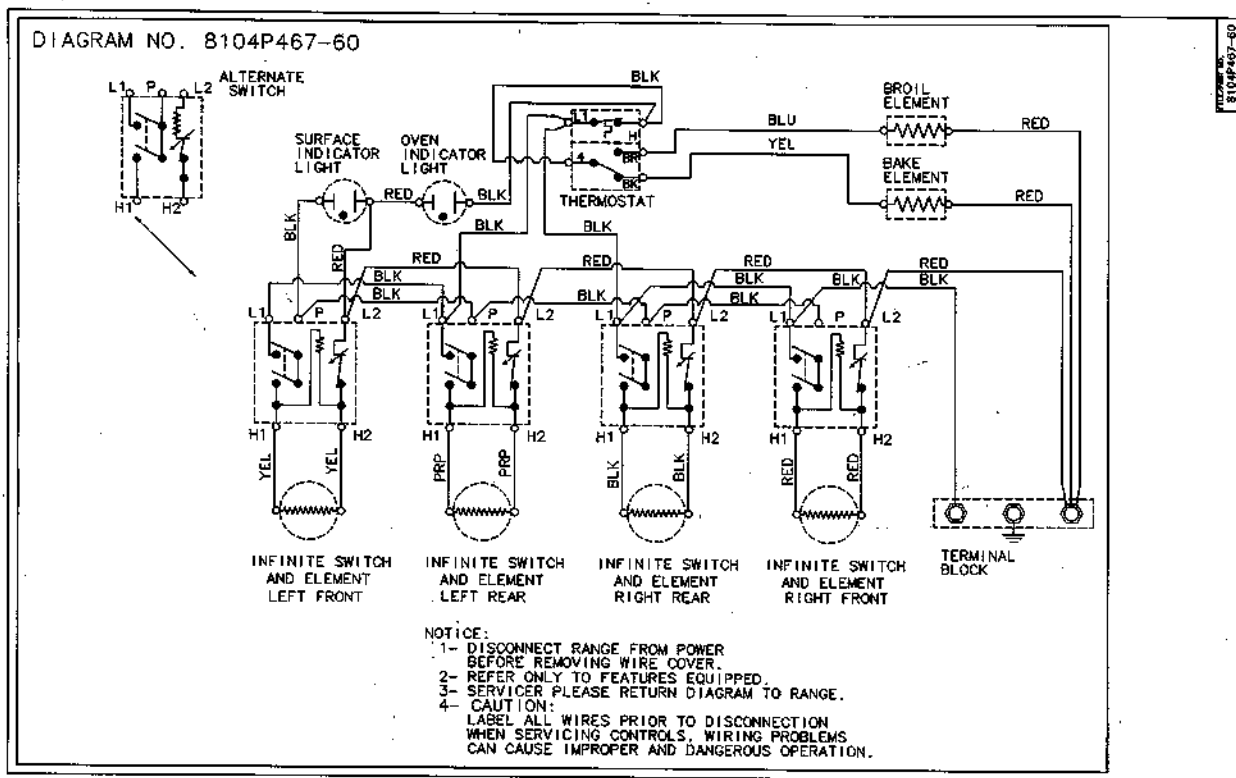 DIAGRAM NO. 8104P467-60
8104P467-60
ALTERNATE
SWITCH
L1 P L2
H1 H2
SURFACE
INDICATOR
LIGHT
OVEN
INDICATOR
LIGHT
BLK
L1
H
4
BR
BK
THERMOSTAT
BLU
YEL
BROIL
ELEMENT
RED
BAKE
ELEMENT
RED
RED
BLK
BLK
RED
BLK
BLK
RED
BLK
BLK
RED
BLK
RED
BLK
BLK
RED
BLK
L1 P L2
L1 P L2
L1 P L2
L1 P L2
H1 H2
H1 H2
H1 H2
H1 H2
YEL YEL
PRP PRP
BLK BLK
RED RED
INFINITE SWITCH
AND ELEMENT
LEFT FRONT
INFINITE SWITCH
AND ELEMENT
LEFT REAR
INFINITE SWITCH
AND ELEMENT
RIGHT REAR
INFINITE SWITCH
AND ELEMENT
RIGHT FRONT
TERMINAL
BLOCK
NOTICE:
1- DISCONNECT RANGE FROM POWER
BEFORE REMOVING WIRE COVER.
2- REFER ONLY TO FEATURES EQUIPPED.
3- SERVICER PLEASE RETURN DIAGRAM TO RANGE.
4- CAUTION:
LABEL ALL WIRES PRIOR TO DISCONNECTION
WHEN SERVICING CONTROLS, WIRING PROBLEMS
CAN CAUSE IMPROPER AND DANGEROUS OPERATION.